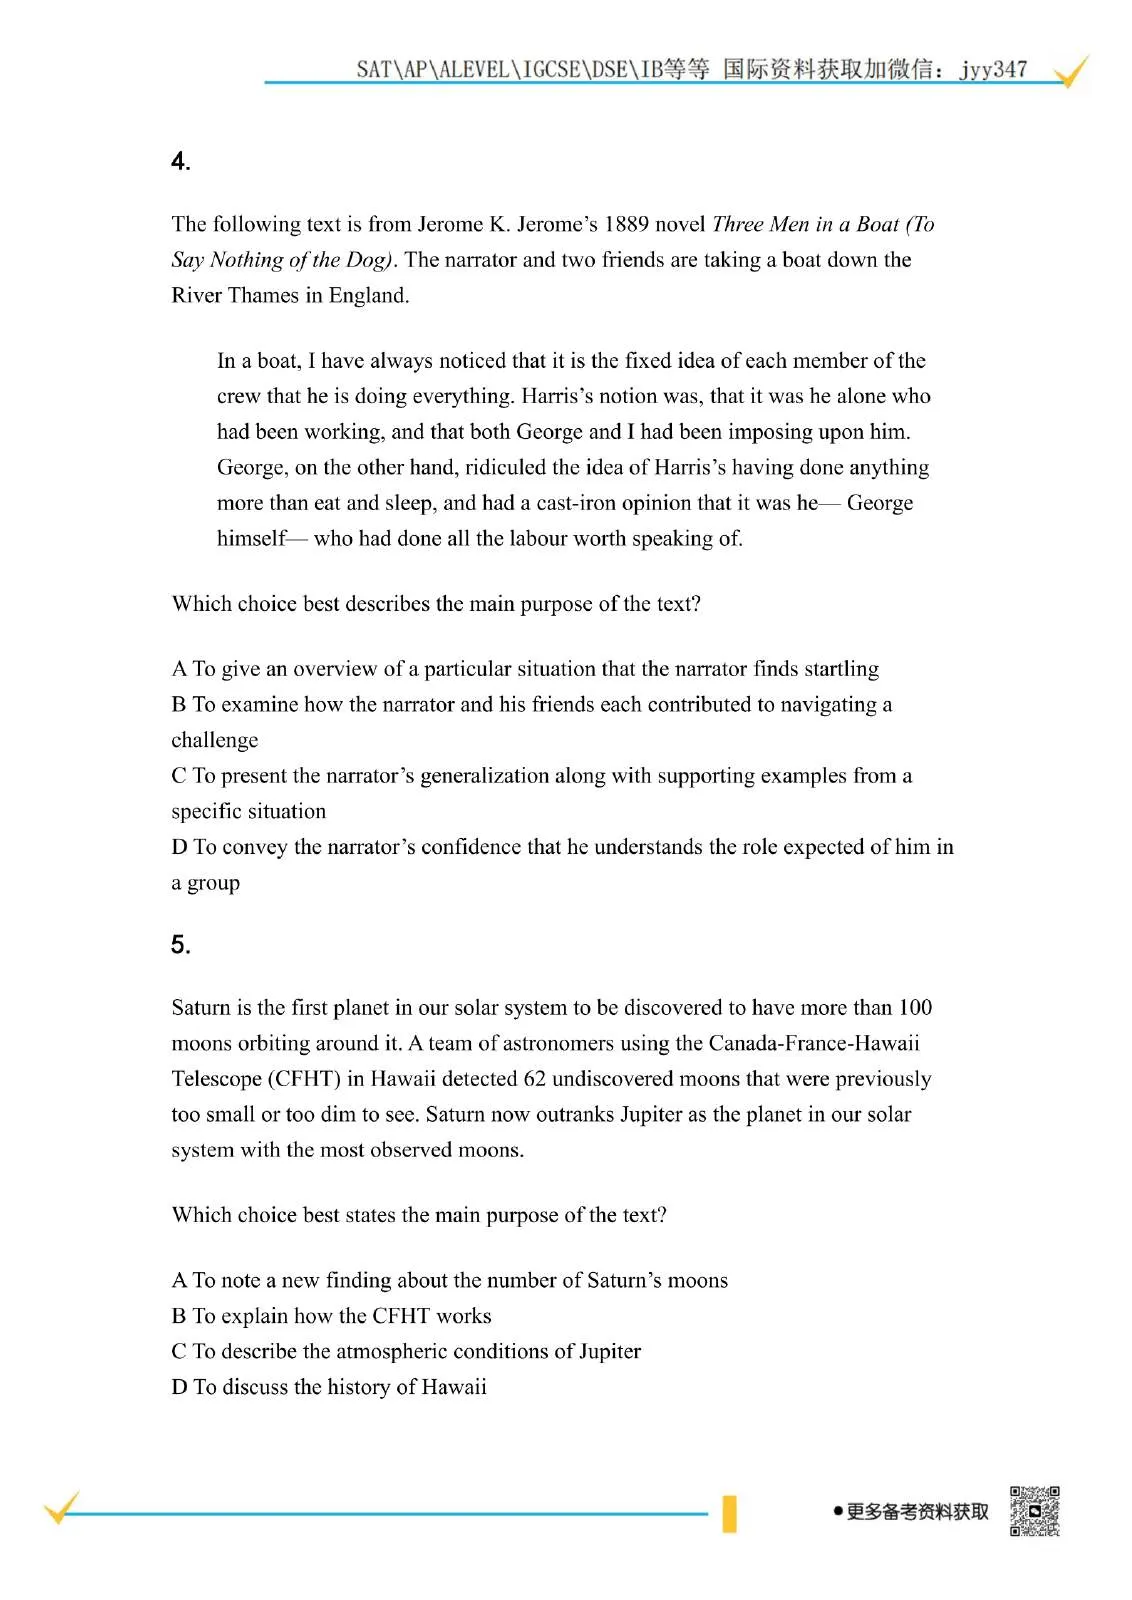 SAT\AP\ALEVEL\IGCSE\DSE\IB等等 国际资料获取加微信：jyy347
4.
The following text is from Jerome K. Jerome’s 1889 novel Three Men in a Boat (To
Say Nothing of the Dog). The narrator and two friends are taking a boat down the
River Thames in England.
In a boat, I have always noticed that it is the fixed idea of each member of the
crew that he is doing everything. Harris’s notion was, that it was he alone who
had been working, and that both George and I had been imposing upon him.
George, on the other hand, ridiculed the idea of Harris’s having done anything
more than eat and sleep, and had a cast-iron opinion that it was he— George
himself— who had done all the labour worth speaking of.
Which choice best describes the main purpose of the text?
A To give an overview of a particular situation that the narrator finds startling
B To examine how the narrator and his friends each contributed to navigating a
challenge
C To present the narrator’s generalization along with supporting examples from a
specific situation
D To convey the narrator’s confidence that he understands the role expected of him in
a group
5.
Saturn is the first planet in our solar system to be discovered to have more than 100
moons orbiting around it. A team of astronomers using the Canada-France-Hawaii
Telescope (CFHT) in Hawaii detected 62 undiscovered moons that were previously
too small or too dim to see. Saturn now outranks Jupiter as the planet in our solar
system with the most observed moons.
Which choice best states the main purpose of the text?
A To note a new finding about the number of Saturn’s moons
B To explain how the CFHT works
C To describe the atmospheric conditions of Jupiter
D To discuss the history of Hawaii
●更多备考资料获取